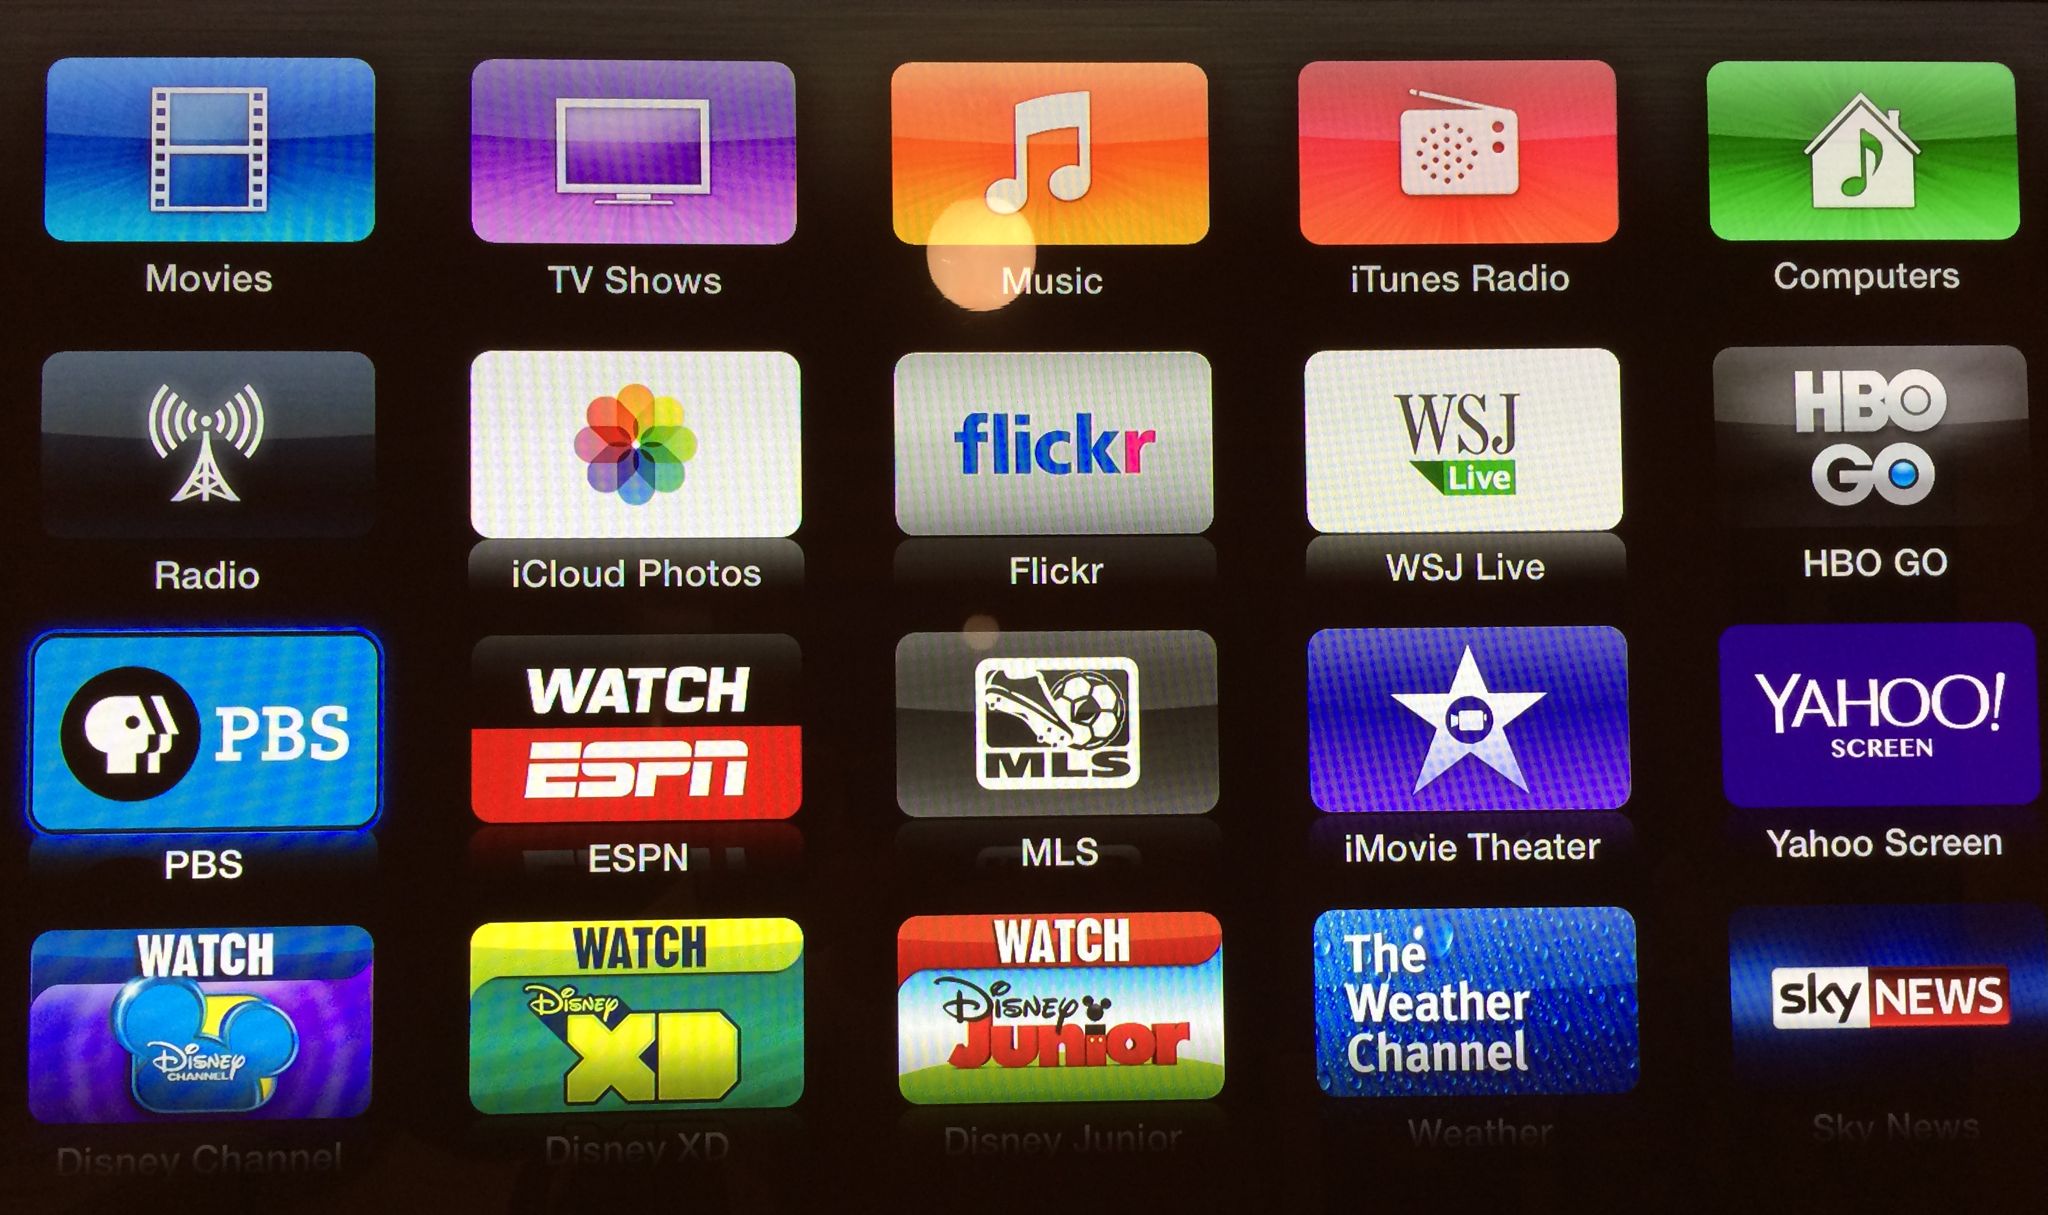 Movies
TV Shows
Music
iTunes Radio
Computers
flickr
WSJ
Live
HBO
GO
Radio
iCloud Photos
Flickr
WSJ Live
HBO GO
PBS
WATCH
ESPN
MLS
YAHOO!
SCREEN
PBS
ESPN
MLS
iMovie Theater
Yahoo Screen
WATCH
DISNEY
CHANNEL
WATCH
DISNEY
XD
WATCH
DISNEY
Junior
The
Weather
Channel
sky NEWS
Disney Channel
Disney XD
Disney Junior
Weather
Sky News